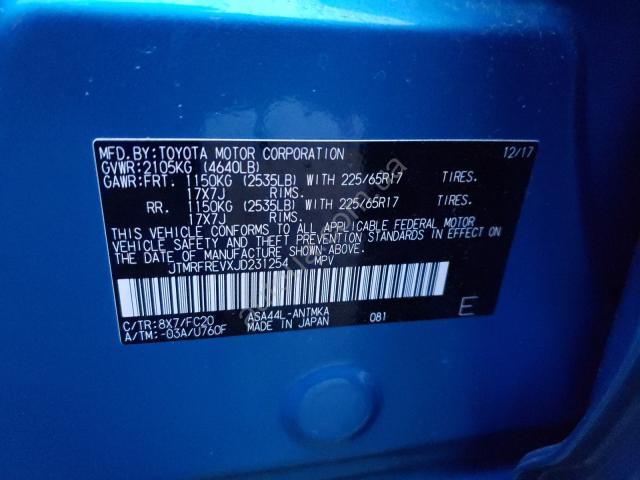 MFD.BY:TOYOTA MOTOR CORPORATION 12/17
GVWR:2105KG (4640LB)
GAWR:FRT. 1150KG (2535LB) WITH 225/65R17 TIRES.
17X7J RIMS.
RR. 1150KG (2535LB) WITH 225/65R17 TIRES.
17X7J RIMS.
THIS VEHICLE CONFORMS TO ALL APPLICABLE FEDERAL MOTOR
VEHICLE SAFETY AND THEFT PREVENTION STANDARDS IN EFFECT ON
THE DATE OF MANUFACTURE SHOWN ABOVE.
JTMRFREVXJD231254 MPV
C/TR:8X7/FC20 ASA44L-ANTMKA 081 E
A/TM:-03A/U760F MADE IN JAPAN